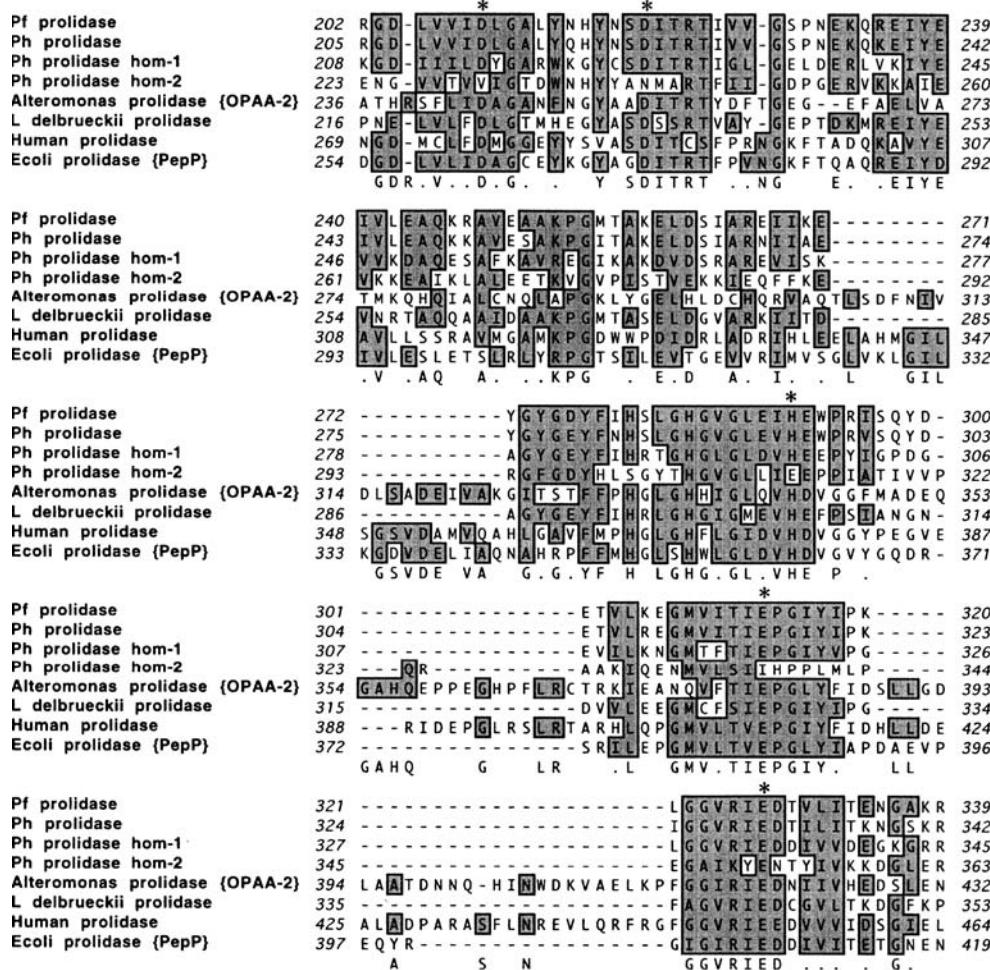 * *
Pf prolidase 202 RGD-LVVIDLGALYNHYNSDITRTIVV-GSPNEKQREIYE 239
Ph prolidase 205 RGD-LVVIDLGALYQHYNSDITRTIVV-GSPNEKQKEIYE 242
Ph prolidase hom-1 208 KGD-IIILDYGARWKGYCSDITRTIGL-GELDERLVKIYE 245
Ph prolidase hom-2 223 ENG-VVTVVIGTDWNHYYANMARTFII-GDPGERVKKAIE 260
Alteromonas prolidase {OPAA-2} 236 ATHRSFLIDAGANFNGYAADITRTYDFTGEG--EFAELVA 273
L delbrueckii prolidase 216 PNE-LVLFDLGTMHEGYASDSSRTVAY-GEPTDKMREIYE 253
Human prolidase 269 NGD-MCLFDMGGEYYSVASDITCSFPRNGKFTADQKAVYE 307
Ecoli prolidase {PepP} 254 DGD-LVLIDAGCEYKGYAGDITRTFPVNGKFTQAQREIYD 292
GDR.V..D.G. . Y SDITRT ..NG E. .EIYE
Pf prolidase 240 IVLEAQKRAVEAAKPGMTAKELDSIAREIIKE-------- 271
Ph prolidase 243 IVLEAQKKAVESAKPGITAKELDSIARNIIAE-------- 274
Ph prolidase hom-1 246 VVKDAQESAFKAVREGIKAKDVDSRAREVISK-------- 277
Ph prolidase hom-2 261 VKKEAIKLALEETKVGVPISTVEKKIEQFFKE-------- 292
Alteromonas prolidase {OPAA-2} 274 TMKQHQIALCNQLAPGKLYGELHLDCHQRVAQTLSDFNIV 313
L delbrueckii prolidase 254 VNRTAQQAAIDAAKPGMTASELDGVARKIITD-------- 285
Human prolidase 308 AVLLSSRAVMGAMKPGDWWPDIDRLADRIHLEELAHMGIL 347
Ecoli prolidase {PepP} 293 IVLESLETSLRLYRPGTSILEVTGEVVRIMVSGLVKLGIL 332
.V .AQ A. ..KPG .E.D A. I. . L GIL
*
Pf prolidase 272 ----------YGYGDYFIHSLGHGVGLEIHEWPRISQYD- 300
Ph prolidase 275 ----------YGYGEYFNHSLGHGVGLEVHEWPRVSQYD- 303
Ph prolidase hom-1 278 ----------AGYGEYFIHRTGHGLGLDVHEEPYIGPDG- 306
Ph prolidase hom-2 293 ----------RGFGDYHLSGYTHGVGLLIEEPPIATIVVP 322
Alteromonas prolidase {OPAA-2} 314 DLSADEIVAKGITSTFFPHGLGHHIGLQVHDVGGFMADEQ 353
L delbrueckii prolidase 286 ----------AGYGEYFIHRLGHGIGMEVHEFPSIANGN- 314
Human prolidase 348 SGSVDAMVQAHLGAVFMPHGLGHFLGIDVHDVGGYPEGVE 387
Ecoli prolidase {PepP} 333 KGDVDELIAQNAHRPFFMHGLSHWLGLDVHDVGVYGQDR- 371
GSVDE VA G.G.YF H LGHG.GL.VHE P .
*
Pf prolidase 301 ---------------ETVLKEGMVITIEPGIYIPK----- 320
Ph prolidase 304 ---------------ETVLREGMVITIEPGIYIPK----- 323
Ph prolidase hom-1 307 ---------------EVILKNGMTFTIEPGIYVPG----- 326
Ph prolidase hom-2 323 ---QR----------AAKIQENMVLSIIHPPLMLP----- 344
Alteromonas prolidase {OPAA-2} 354 GAHQEPPEGHPFLRCTRKIEANQVFTIEPGLYFIDSLLGD 393
L delbrueckii prolidase 315 ---------------DVVLEEGMCFSIEPGIYIPG----- 334
Human prolidase 388 ---RIDEPGLRSLRTARHLQPGMVLTVEPGIYFIDHLLDE 424
Ecoli prolidase {PepP} 372 ---------------SRILEPGMVLTVEPGLYIAPDAEVP 396
GAHQ G LR .L GMV.TIEPGIY. LL
*
Pf prolidase 321 ----------------------LGGVRIEDTVLITENGAKR 339
Ph prolidase 324 ----------------------IGGVRIEDTILITKNGSKR 342
Ph prolidase hom-1 327 ----------------------LGGVRIEDDIVVDEGKGRR 345
Ph prolidase hom-2 345 ----------------------EGAIKYENTYIVKKDGLER 363
Alteromonas prolidase {OPAA-2} 394 LAATDNNQ-HINWDKVAELKPFGGIRIEDNIIVHEDSLEN 432
L delbrueckii prolidase 335 ----------------------FAGVRIEDCGVLTKDGFKP 353
Human prolidase 425 ALADPARASFLNREVLQRFRGFGGVRIEEDVVVIDSGIEL 464
Ecoli prolidase {PepP} 397 EQYR------------------GIGIRIEDDIVITETGNEN 419
A S N GGVRIED . . . G.